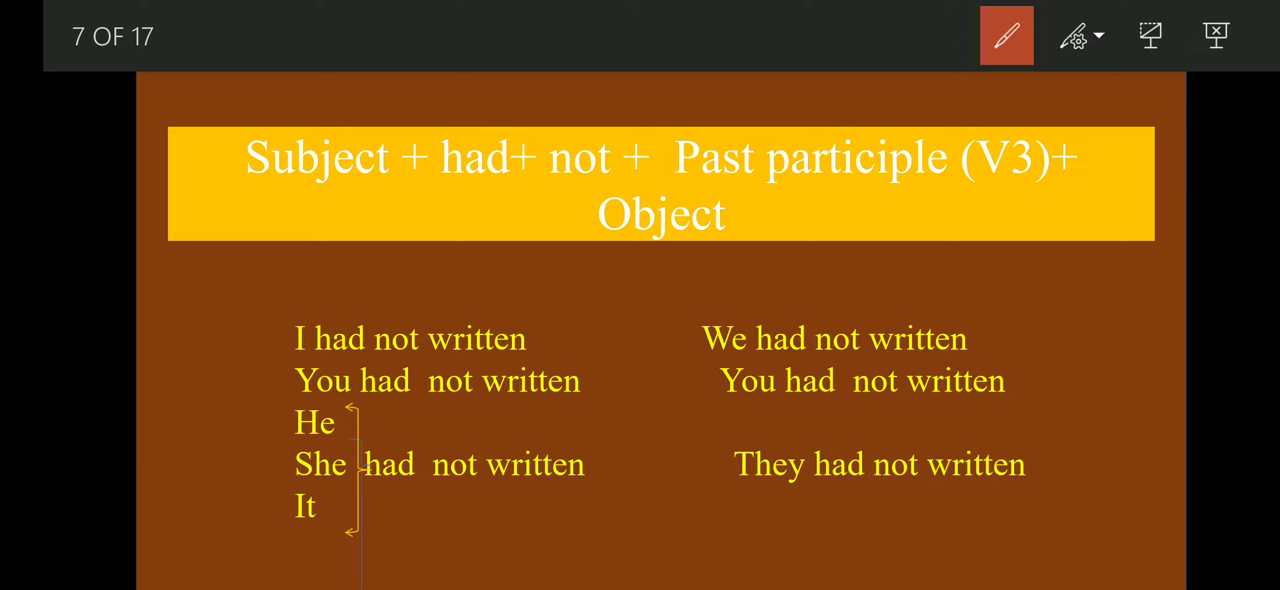 7 OF 17
Subject + had+ not + Past participle (V3)+
Object
I had not written
We had not written
You had not written
You had not written
He
She had not written
They had not written
It